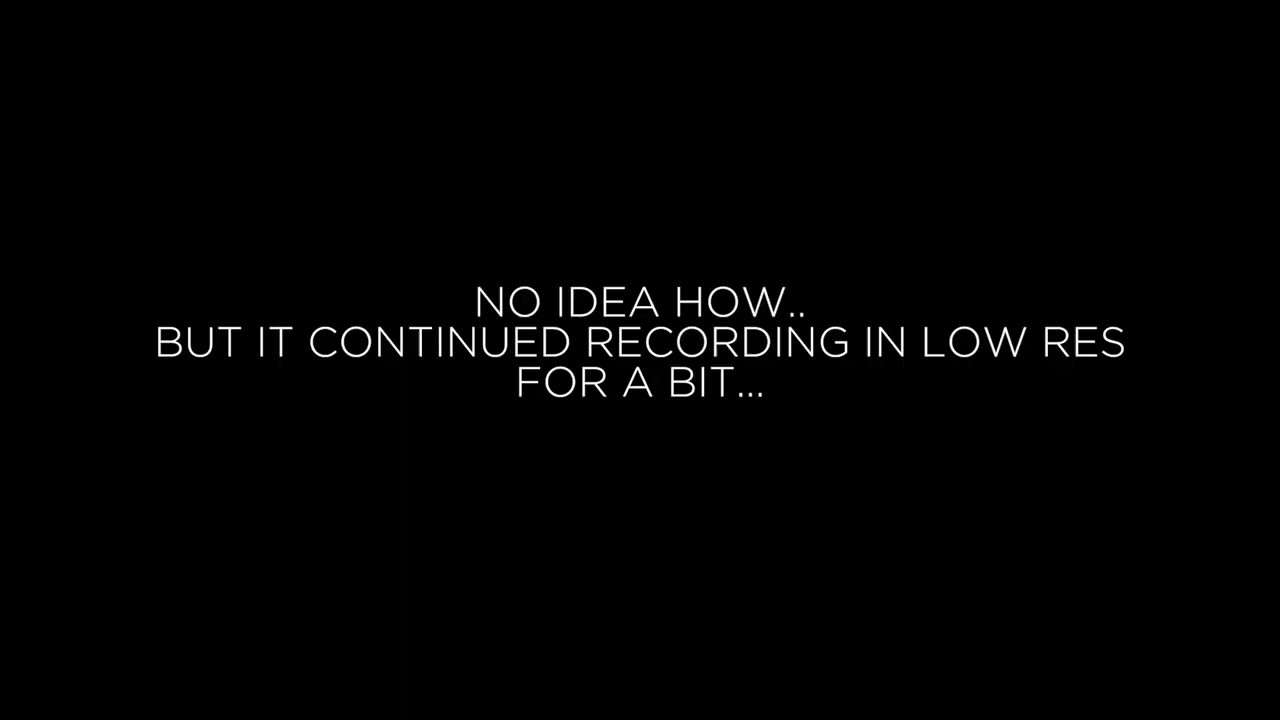 NO IDEA HOW..
BUT IT CONTINUED RECORDING IN LOW RES
FOR A BIT...